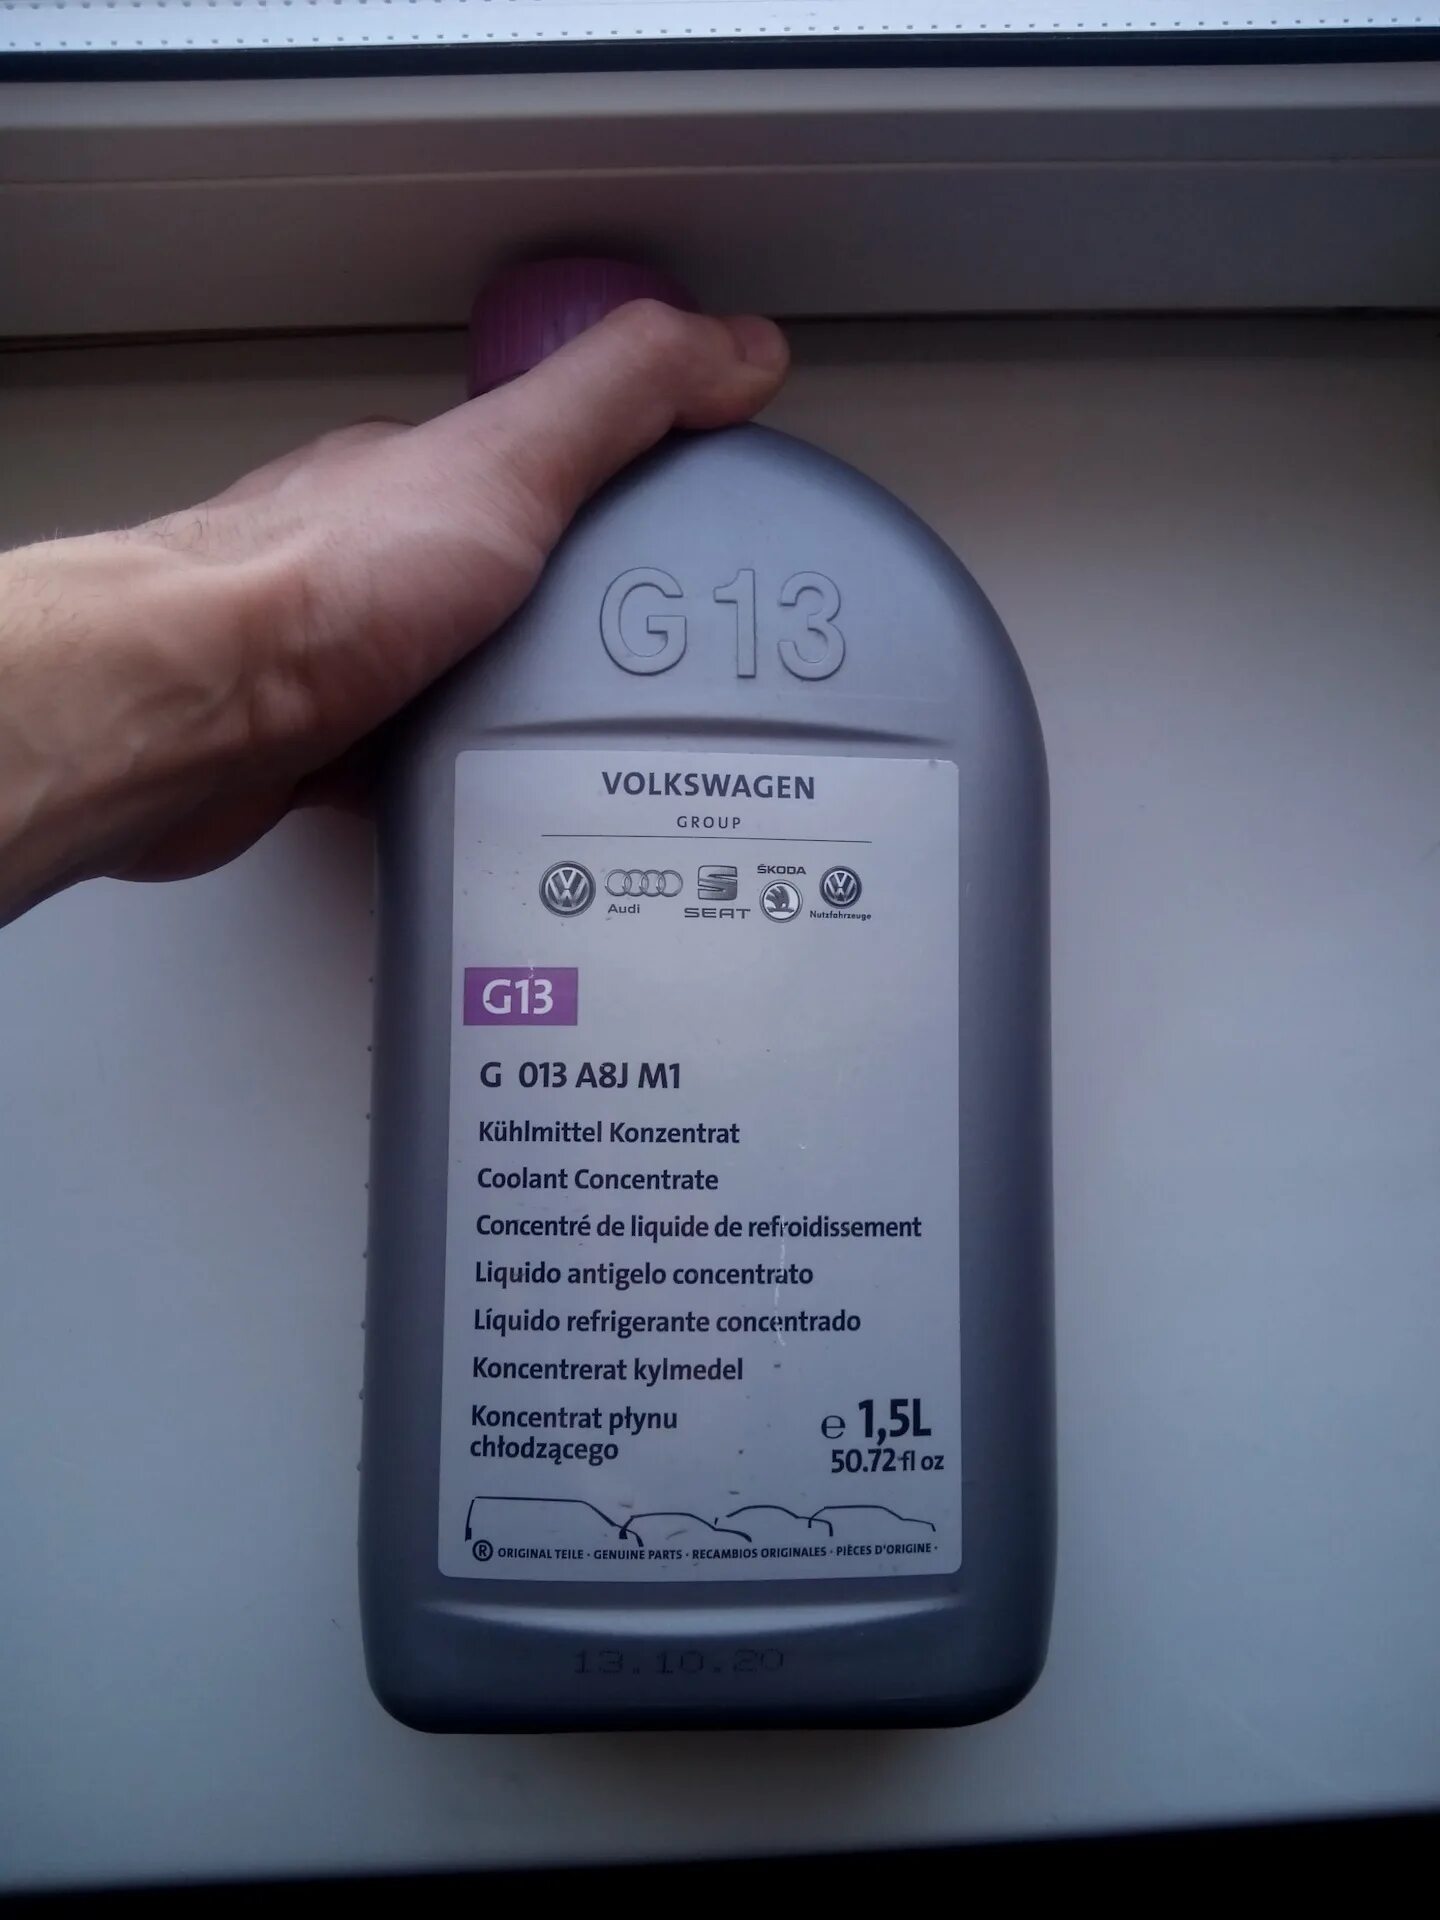 G13
VOLKSWAGEN
GROUP
Audi
SEAT
ŠKODA
Nutzfahrzeuge
G13
G 013 A8J M1
Kühlmittel Konzentrat
Coolant Concentrate
Concentré de liquide de refroidissement
Liquido antigelo concentrato
Líquido refrigerante concentrado
Koncentrerat kylmedel
Koncentrat płynu
chłodzącego
e 1,5L
50.72 fl oz
® ORIGINAL TEILE · GENUINE PARTS · RECAMBIOS ORIGINALES · PIÈCES D'ORIGINE ·
13.10.20